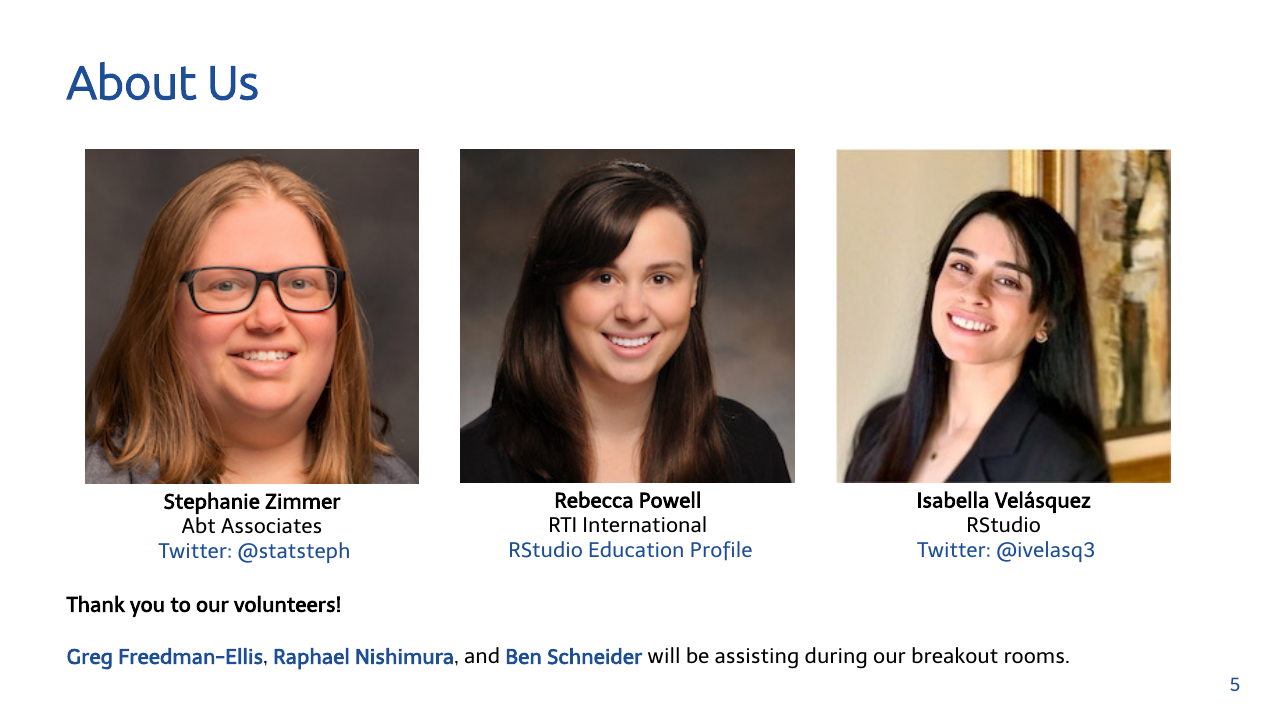 About Us
Stephanie Zimmer
Abt Associates
Twitter: @statsteph
Rebecca Powell
RTI International
RStudio Education Profile
Isabella Velásquez
RStudio
Twitter: @ivelasq3
Thank you to our volunteers!
Greg Freedman-Ellis, Raphael Nishimura, and Ben Schneider will be assisting during our breakout rooms.
5